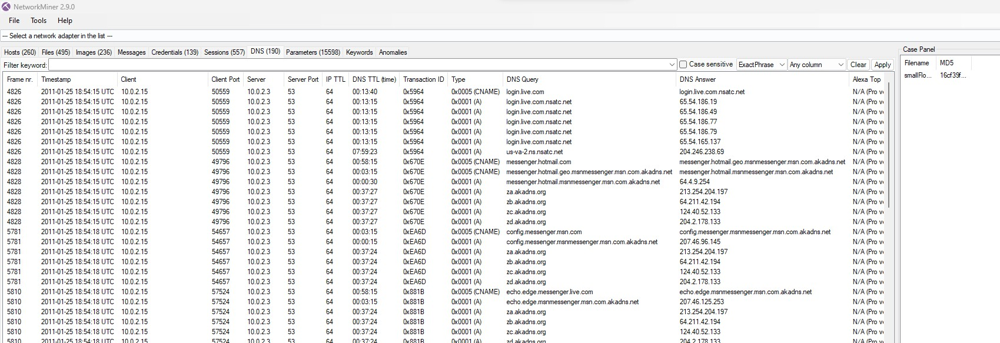 NetworkMiner 2.9.0
File Tools Help
--- Select a network adapter in the list ---
Hosts (260) Files (495) Images (236) Messages Credentials (139) Sessions (557) DNS (190) Parameters (15598) Keywords Anomalies
Case Panel
Filter keyword: Case sensitive ExactPhrase Any column Clear Apply
Filename MD5
smallFlo... 16cf39f...
Frame nr. Timestamp Client Client Port Server Server Port IP TTL DNS TTL (time) Transaction ID Type DNS Query DNS Answer Alexa Top
4826 2011-01-25 18:54:15 UTC 10.0.2.15 50559 10.0.2.3 53 64 00:13:40 0x5964 0x0005 (CNAME) login.live.com login.live.com.nsatc.net N/A (Pro v
4826 2011-01-25 18:54:15 UTC 10.0.2.15 50559 10.0.2.3 53 64 00:13:15 0x5964 0x0001 (A) login.live.com.nsatc.net 65.54.186.19 N/A (Pro v
4826 2011-01-25 18:54:15 UTC 10.0.2.15 50559 10.0.2.3 53 64 00:13:15 0x5964 0x0001 (A) login.live.com.nsatc.net 65.54.186.49 N/A (Pro v
4826 2011-01-25 18:54:15 UTC 10.0.2.15 50559 10.0.2.3 53 64 00:13:15 0x5964 0x0001 (A) login.live.com.nsatc.net 65.54.186.77 N/A (Pro v
4826 2011-01-25 18:54:15 UTC 10.0.2.15 50559 10.0.2.3 53 64 00:13:15 0x5964 0x0001 (A) login.live.com.nsatc.net 65.54.186.79 N/A (Pro v
4826 2011-01-25 18:54:15 UTC 10.0.2.15 50559 10.0.2.3 53 64 00:13:15 0x5964 0x0001 (A) login.live.com.nsatc.net 65.54.165.137 N/A (Pro v
4826 2011-01-25 18:54:15 UTC 10.0.2.15 50559 10.0.2.3 53 64 07:59:23 0x5964 0x0001 (A) us-va-2.ns.nsatc.net 204.246.238.69 N/A (Pro v
4828 2011-01-25 18:54:15 UTC 10.0.2.15 49796 10.0.2.3 53 64 00:58:15 0x670E 0x0005 (CNAME) messenger.hotmail.com messenger.hotmail.geo.msnmessenger.msn.com.akadns.net N/A (Pro v
4828 2011-01-25 18:54:15 UTC 10.0.2.15 49796 10.0.2.3 53 64 00:03:15 0x670E 0x0005 (CNAME) messenger.hotmail.geo.msnmessenger.msn.com.akadns.net messenger.hotmail.msnmessenger.msn.com.akadns.net N/A (Pro v
4828 2011-01-25 18:54:15 UTC 10.0.2.15 49796 10.0.2.3 53 64 00:00:30 0x670E 0x0001 (A) messenger.hotmail.msnmessenger.msn.com.akadns.net 64.4.9.254 N/A (Pro v
4828 2011-01-25 18:54:15 UTC 10.0.2.15 49796 10.0.2.3 53 64 00:37:27 0x670E 0x0001 (A) za.akadns.org 213.254.204.197 N/A (Pro v
4828 2011-01-25 18:54:15 UTC 10.0.2.15 49796 10.0.2.3 53 64 00:37:27 0x670E 0x0001 (A) zb.akadns.org 64.211.42.194 N/A (Pro v
4828 2011-01-25 18:54:15 UTC 10.0.2.15 49796 10.0.2.3 53 64 00:37:27 0x670E 0x0001 (A) zc.akadns.org 124.40.52.133 N/A (Pro v
4828 2011-01-25 18:54:15 UTC 10.0.2.15 49796 10.0.2.3 53 64 00:37:27 0x670E 0x0001 (A) zd.akadns.org 204.2.178.133 N/A (Pro v
5781 2011-01-25 18:54:18 UTC 10.0.2.15 54657 10.0.2.3 53 64 00:03:15 0xEA6D 0x0005 (CNAME) config.messenger.msn.com config.messenger.msnmessenger.msn.com.akadns.net N/A (Pro v
5781 2011-01-25 18:54:18 UTC 10.0.2.15 54657 10.0.2.3 53 64 00:00:15 0xEA6D 0x0001 (A) config.messenger.msnmessenger.msn.com.akadns.net 207.46.96.145 N/A (Pro v
5781 2011-01-25 18:54:18 UTC 10.0.2.15 54657 10.0.2.3 53 64 00:37:24 0xEA6D 0x0001 (A) za.akadns.org 213.254.204.197 N/A (Pro v
5781 2011-01-25 18:54:18 UTC 10.0.2.15 54657 10.0.2.3 53 64 00:37:24 0xEA6D 0x0001 (A) zb.akadns.org 64.211.42.194 N/A (Pro v
5781 2011-01-25 18:54:18 UTC 10.0.2.15 54657 10.0.2.3 53 64 00:37:24 0xEA6D 0x0001 (A) zc.akadns.org 124.40.52.133 N/A (Pro v
5781 2011-01-25 18:54:18 UTC 10.0.2.15 54657 10.0.2.3 53 64 00:37:24 0xEA6D 0x0001 (A) zd.akadns.org 204.2.178.133 N/A (Pro v
5810 2011-01-25 18:54:18 UTC 10.0.2.15 57524 10.0.2.3 53 64 00:58:15 0x881B 0x0005 (CNAME) echo.edge.messenger.live.com echo.edge.msnmessenger.msn.com.akadns.net N/A (Pro v
5810 2011-01-25 18:54:18 UTC 10.0.2.15 57524 10.0.2.3 53 64 00:03:15 0x881B 0x0001 (A) echo.edge.msnmessenger.msn.com.akadns.net 207.46.125.253 N/A (Pro v
5810 2011-01-25 18:54:18 UTC 10.0.2.15 57524 10.0.2.3 53 64 00:37:24 0x881B 0x0001 (A) za.akadns.org 213.254.204.197 N/A (Pro v
5810 2011-01-25 18:54:18 UTC 10.0.2.15 57524 10.0.2.3 53 64 00:37:24 0x881B 0x0001 (A) zb.akadns.org 64.211.42.194 N/A (Pro v
5810 2011-01-25 18:54:18 UTC 10.0.2.15 57524 10.0.2.3 53 64 00:37:24 0x881B 0x0001 (A) zc.akadns.org 124.40.52.133 N/A (Pro v
5810 2011-01-25 18:54:18 UTC 10.0.2.15 57524 10.0.2.3 53 64 00:37:24 0x881B 0x0001 (A) zd.akadns.org 204.2.178.133 N/A (Pro v